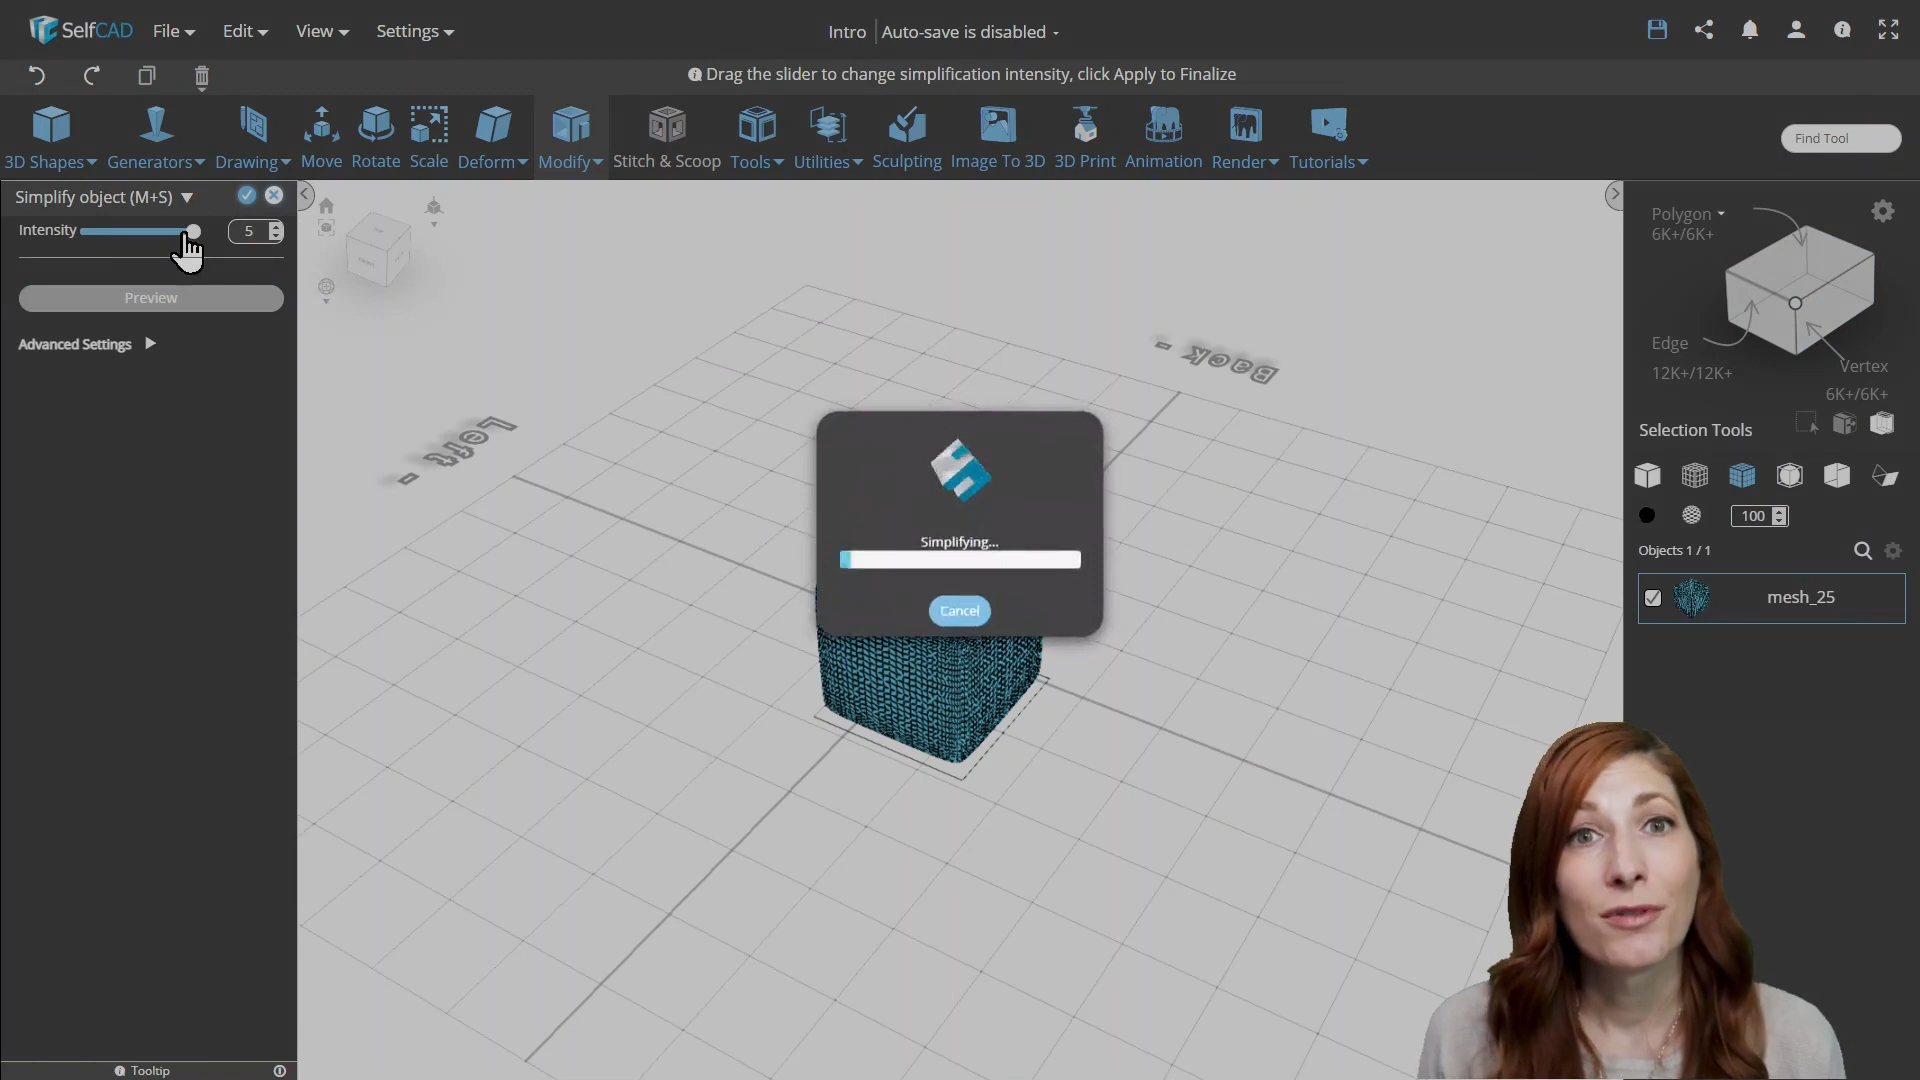 SelfCAD File Edit View Settings Intro Auto-save is disabled
Drag the slider to change simplification intensity, click Apply to Finalize
3D Shapes Generators Drawing Move Rotate Scale Deform Modify Stitch & Scoop Tools Utilities Sculpting Image To 3D 3D Print Animation Render Tutorials Find Tool
Simplify object (M+S)
Intensity 5
Preview
Advanced Settings
Left -
Back -
Simplifying...
Cancel
Polygon
6K+/6K+
Edge
12K+/12K+
Vertex
6K+/6K+
Selection Tools
100
Objects 1 / 1
mesh_25
Tooltip